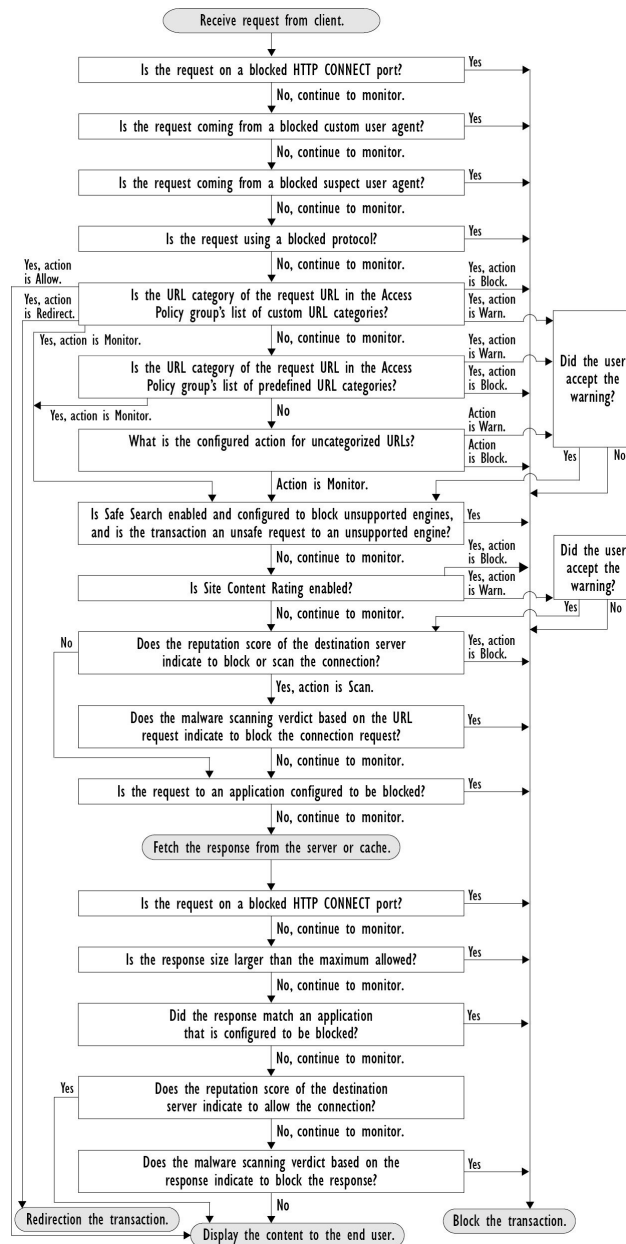 Receive request from client.
Is the request on a blocked HTTP CONNECT port?
Yes
No, continue to monitor.
Is the request coming from a blocked custom user agent?
Yes
No, continue to monitor.
Is the request coming from a blocked suspect user agent?
Yes
No, continue to monitor.
Is the request using a blocked protocol?
Yes
No, continue to monitor.
Yes, action
is Allow.
Yes, action
is Redirect.
Yes, action is Monitor.
Is the URL category of the request URL in the Access
Policy group's list of custom URL categories?
Yes, action
is Block.
Yes, action
is Warn.
No, continue to monitor.
Is the URL category of the request URL in the Access
Policy group's list of predefined URL categories?
Yes, action
is Warn.
Yes, action
is Block.
Yes, action is Monitor.
No
Did the user
accept the
warning?
Yes
No
What is the configured action for uncategorized URLs?
Action
is Warn.
Action
is Block.
Action is Monitor.
Is Safe Search enabled and configured to block unsupported engines,
and is the transaction an unsafe request to an unsupported engine?
Yes
No, continue to monitor.
Is Site Content Rating enabled?
Yes, action
is Block.
Yes, action
is Warn.
Did the user
accept the
warning?
Yes
No
No, continue to monitor.
No
Does the reputation score of the destination server
indicate to block or scan the connection?
Yes, action
is Block.
Yes, action is Scan.
Does the malware scanning verdict based on the URL
request indicate to block the connection request?
Yes
No, continue to monitor.
Is the request to an application configured to be blocked?
Yes
No, continue to monitor.
Fetch the response from the server or cache.
Is the request on a blocked HTTP CONNECT port?
Yes
No, continue to monitor.
Is the response size larger than the maximum allowed?
Yes
No, continue to monitor.
Did the response match an application
that is configured to be blocked?
Yes
No, continue to monitor.
Yes
Does the reputation score of the destination
server indicate to allow the connection?
No, continue to monitor.
Does the malware scanning verdict based on the
response indicate to block the response?
Yes
No
Redirection the transaction.
Display the content to the end user.
Block the transaction.